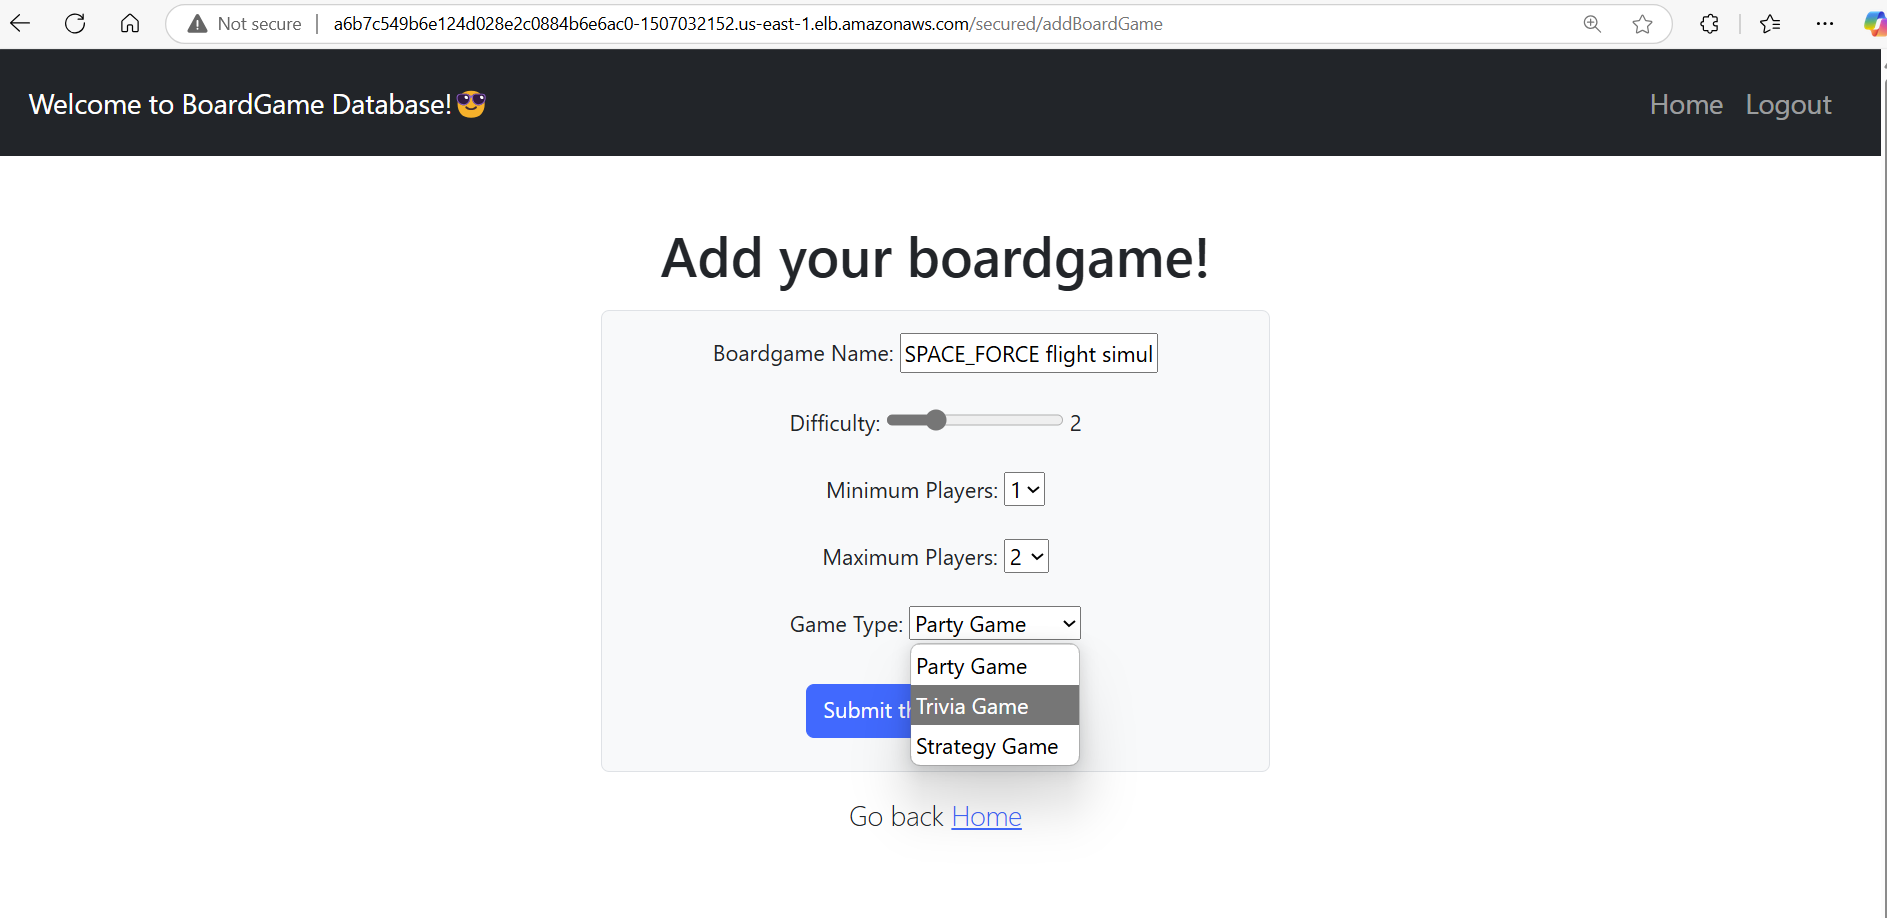 Not secure a6b7c549b6e124d028e2c0884b6e6ac0-1507032152.us-east-1.elb.amazonaws.com/secured/addBoardGame
Welcome to BoardGame Database!😎 Home Logout
Add your boardgame!
Boardgame Name: SPACE_FORCE flight simul
Difficulty: 2
Minimum Players: 1
Maximum Players: 2
Game Type: Party Game
Party Game
Submit Trivia Game
Strategy Game
Go back Home